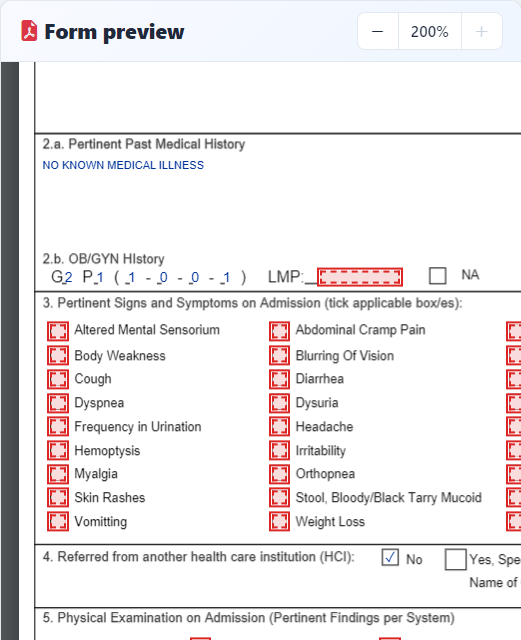 Form preview
− 200% +
2.a. Pertinent Past Medical History
NO KNOWN MEDICAL ILLNESS
2.b. OB/GYN HIstory
G2 P1 ( 1 - 0 - 0 - 1 ) LMP: NA
3. Pertinent Signs and Symptoms on Admission (tick applicable box/es):
Altered Mental Sensorium Abdominal Cramp Pain
Body Weakness Blurring Of Vision
Cough Diarrhea
Dyspnea Dysuria
Frequency in Urination Headache
Hemoptysis Irritability
Myalgia Orthopnea
Skin Rashes Stool, Bloody/Black Tarry Mucoid
Vomitting Weight Loss
4. Referred from another health care institution (HCI): ✓ No Yes, Spe
Name of
5. Physical Examination on Admission (Pertinent Findings per System)